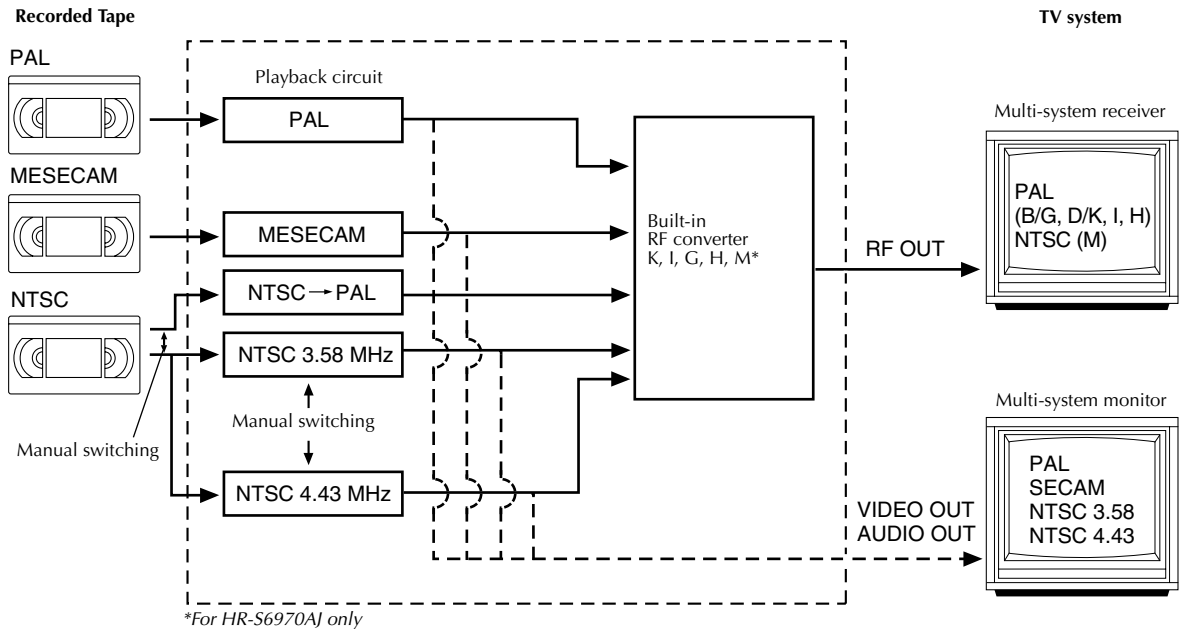 Recorded Tape
TV system
PAL
Playback circuit
PAL
Multi-system receiver
MESECAM
MESECAM
PAL
(B/G, D/K, I, H)
NTSC (M)
Built-in
RF converter
K, I, G, H, M*
RF OUT
NTSC
NTSC→PAL
NTSC 3.58 MHz
Manual switching
Manual switching
NTSC 4.43 MHz
Multi-system monitor
PAL
SECAM
NTSC 3.58
NTSC 4.43
VIDEO OUT
AUDIO OUT
*For HR-S6970AJ only